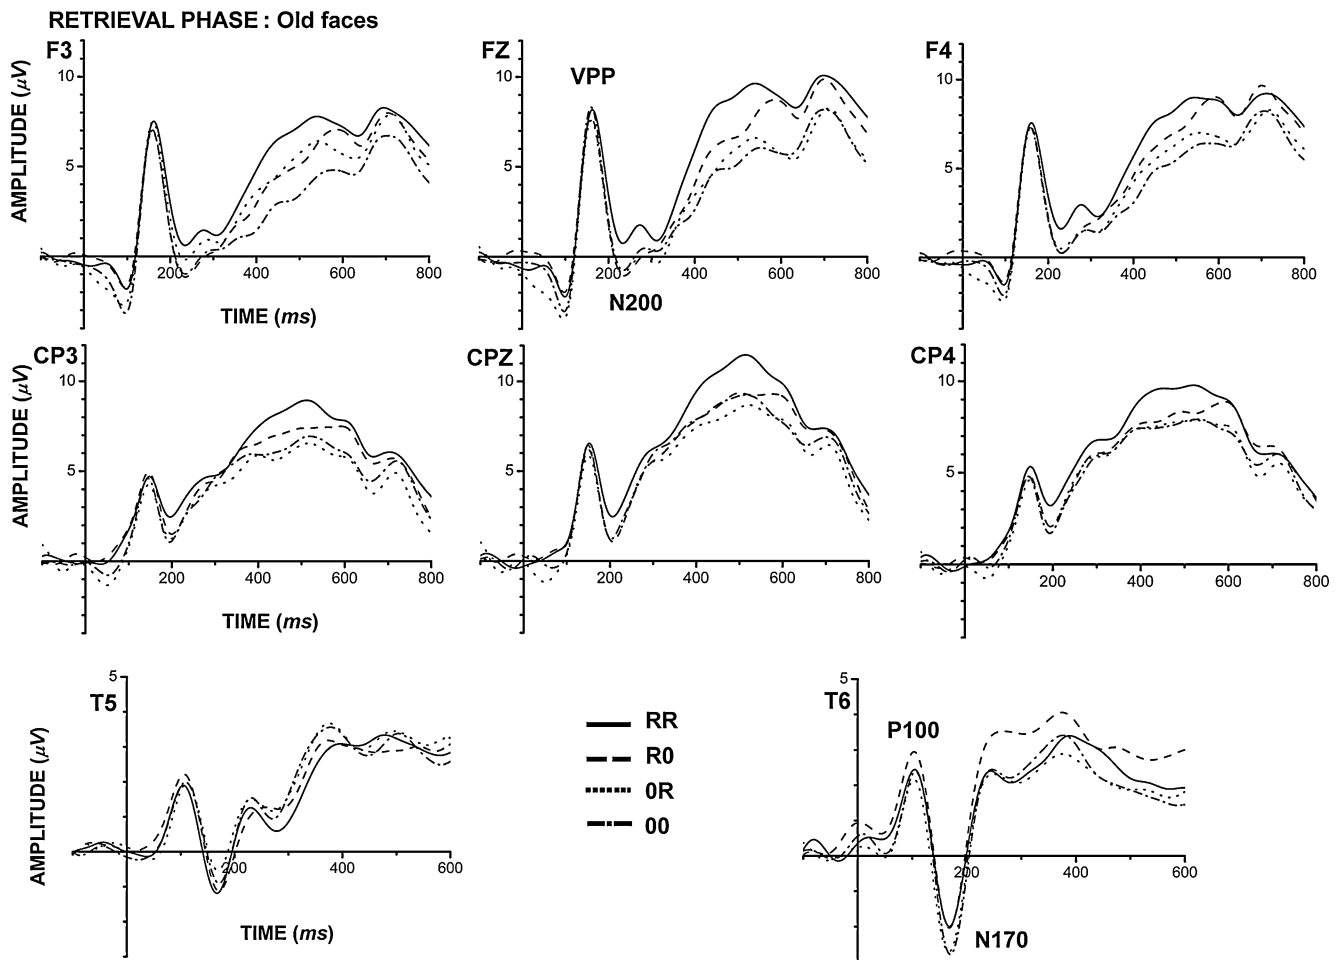 RETRIEVAL PHASE : Old faces
F3 FZ F4
AMPLITUDE (μV)
10 10 10
VPP
5 5 5
200 400 600 800
200 400 600 800
200 400 600 800
N200
TIME (ms)
CP3 CPZ CP4
AMPLITUDE (μV)
10 10 10
5 5 5
200 400 600 800
200 400 600 800
200 400 600 800
TIME (ms)
5 5
T5 T6
AMPLITUDE (μV)
P100
RR
R0
0R
00
200 400 600
200 400 600
TIME (ms)
N170